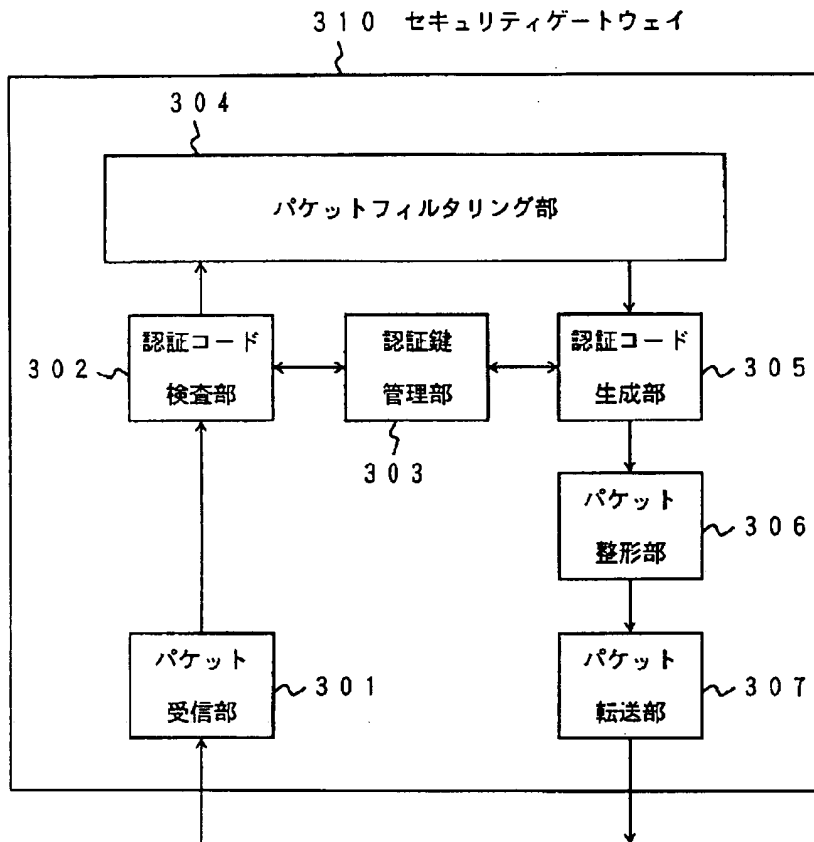 310 セキュリティゲートウェイ
304
パケットフィルタリング部
302
認証コード
検査部
認証鍵
管理部
303
認証コード
生成部
305
パケット
整形部
306
パケット
受信部
301
パケット
転送部
307